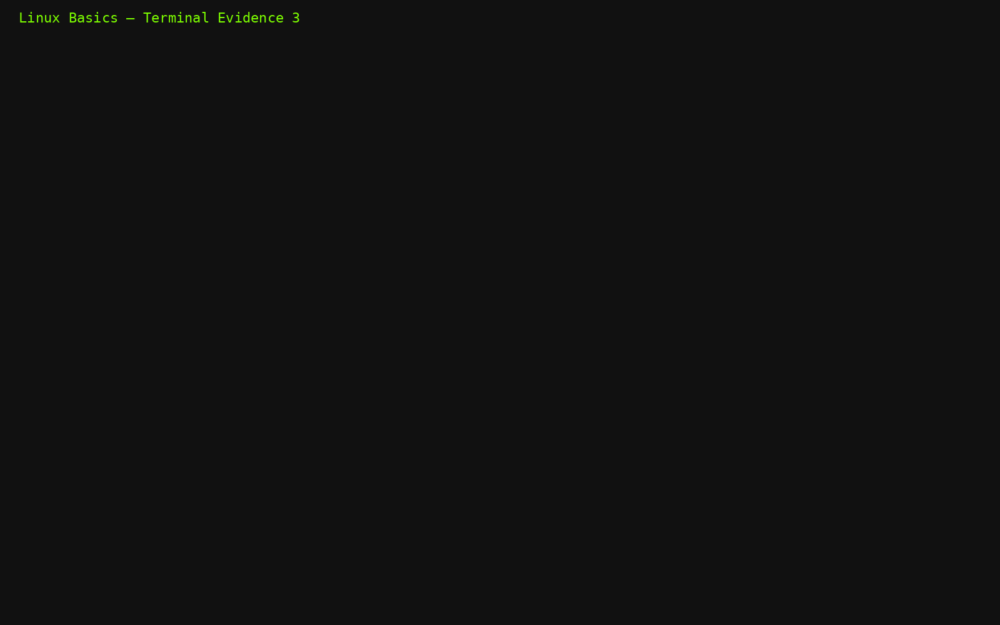 Linux Basics — Terminal Evidence 3